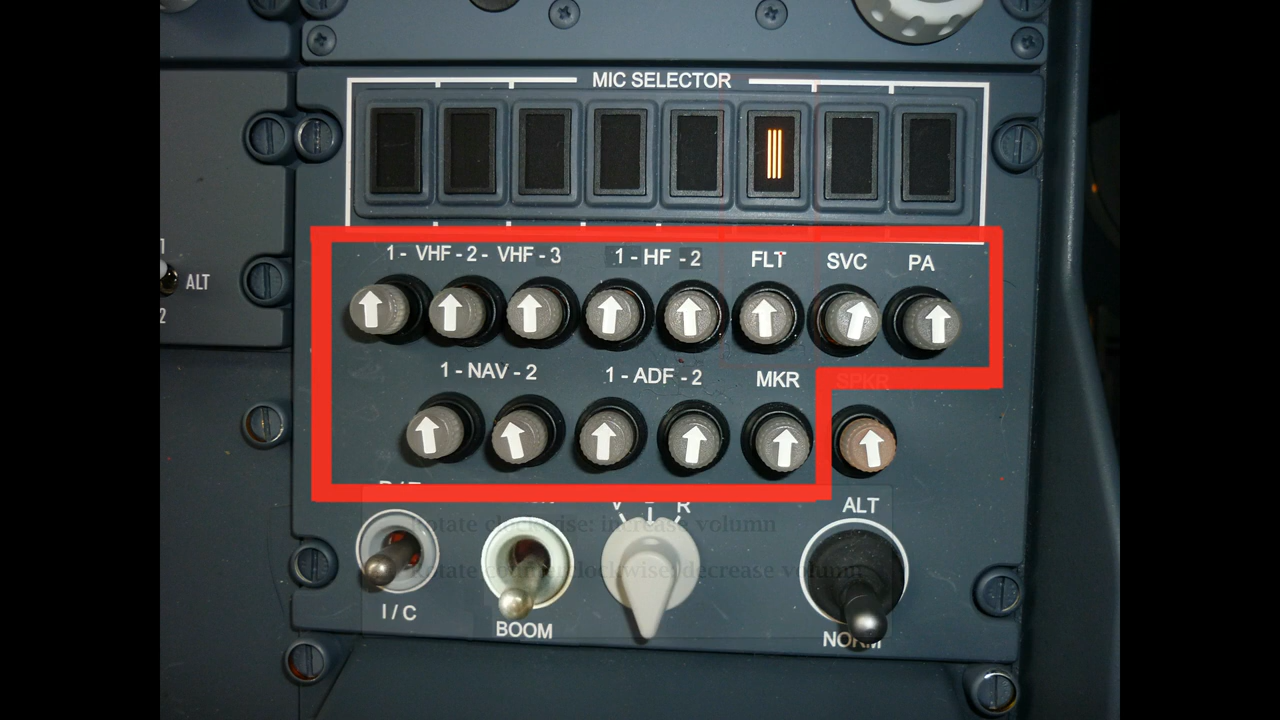 MIC SELECTOR
1 - VHF - 2 - VHF - 3
1 - HF - 2
FLT
SVC
PA
ALT
2
1 - NAV - 2
1 - ADF - 2
MKR
SPKR
V B R
ALT
Rotate clockwise: increase volumn
Rotate counterclockwise: decrease volumn
I / C
BOOM
NORM